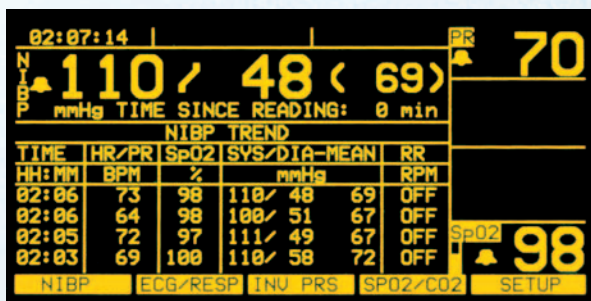 02:07:14
PR
70
NIBP
110/ 48 ( 69)
mmHg TIME SINCE READING: 0 min
NIBP TREND
TIME HR/PR SpO2 SYS/DIA-MEAN RR
HH:MM BPM % mmHg RPM
02:06 73 98 110/ 48 69 OFF
02:06 64 98 100/ 51 67 OFF
02:05 72 97 111/ 49 67 OFF
02:03 69 100 110/ 58 72 OFF
SpO2
98
NIBP ECG/RESP INV PRS SPO2/CO2 SETUP